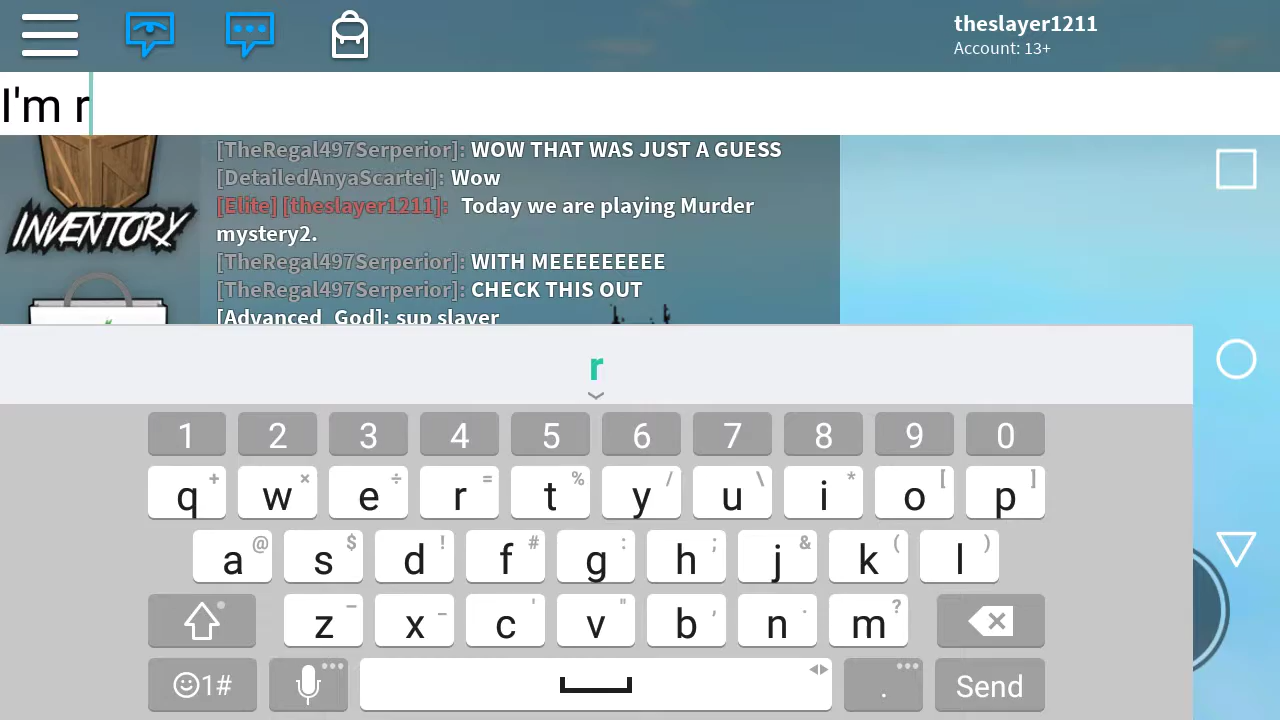 theslayer1211
Account: 13+
I'm r
INVENTORY
[TheRegal497Serperior]: WOW THAT WAS JUST A GUESS
[DetailedAnyaScartei]: Wow
[Elite] [theslayer1211]: Today we are playing Murder
mystery2.
[TheRegal497Serperior]: WITH MEEEEEEEEE
[TheRegal497Serperior]: CHECK THIS OUT
[Advanced_God]: sup slayer
r
1 2 3 4 5 6 7 8 9 0
q + w × e ÷ r = t % y / u \ i * o [ p ]
a @ s $ d ! f # g : h ; j & k ( l )
z – x _ c ' v " b , n . m ?
1# . Send